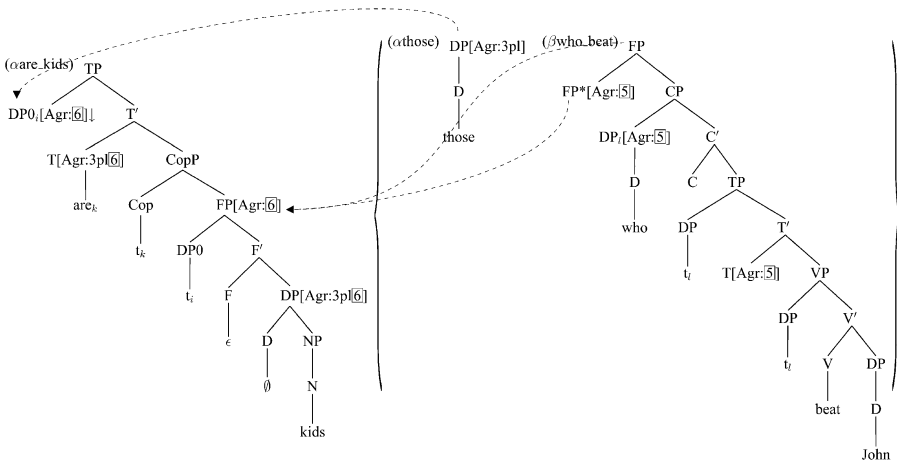 (αare_kids) TP
DP0i[Agr:6]↓ T′
T[Agr:3pl6] CopP
arek Cop FP[Agr:6]
tk DP0 F′
ti F DP[Agr:3pl6]
ϵ D NP
∅ N
kids
(αthose) DP[Agr:3pl]
D
those
(βwho_beat) FP
FP*[Agr:5] CP
DPl[Agr:5] C′
D C TP
who DP T′
tl T[Agr:5] VP
DP V′
tl V DP
beat D
John